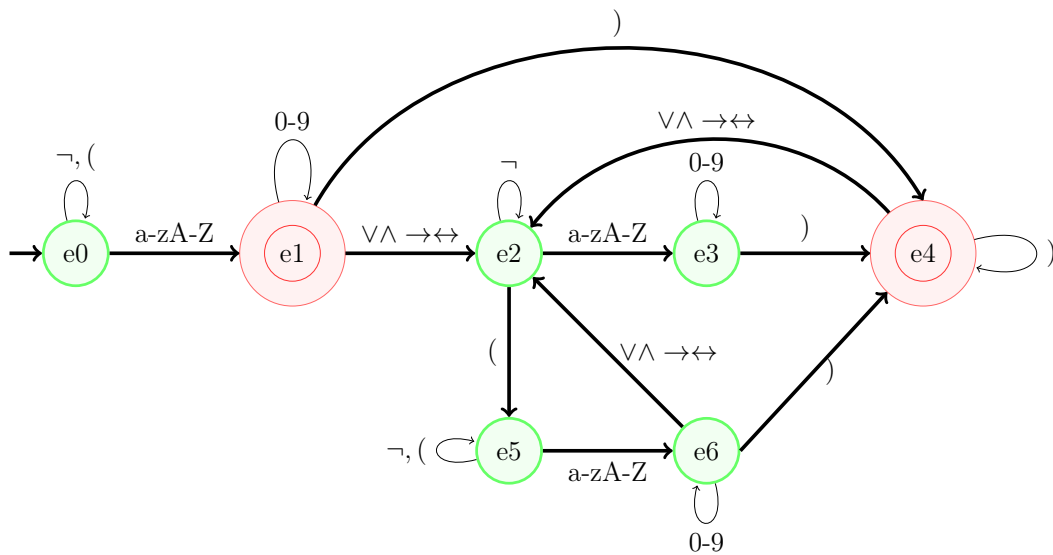 )
∨∧ →↔
0-9
0-9
¬, (
¬
a-zA-Z
∨∧ →↔
a-zA-Z
)
e0
e1
e2
e3
e4
)
(
∨∧ →↔
)
¬, (
e5
a-zA-Z
e6
0-9